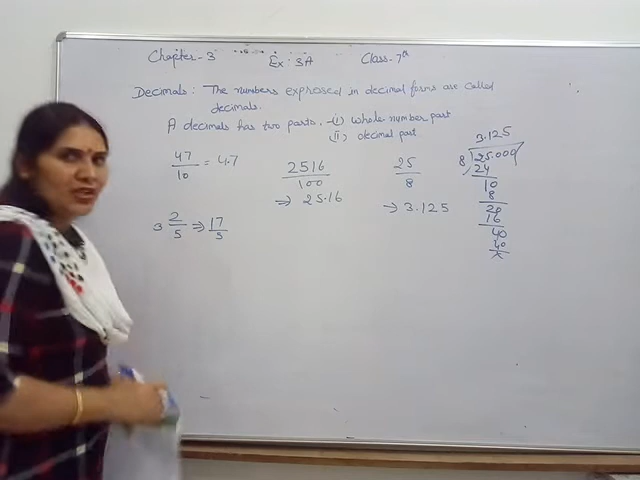 Chapter-3 Ex: 3A Class-7th
Decimals: The numbers expressed in decimal forms are called
decimals.
A decimals has two parts. -(i) whole number part
(ii) decimal part
47/10 = 4.7
2516/100
⇒ 25.16
25/8
→ 3.125
3.125
8 25.000
24
10
8
20
16
40
40
×
3 2/5 ⇒ 17/5